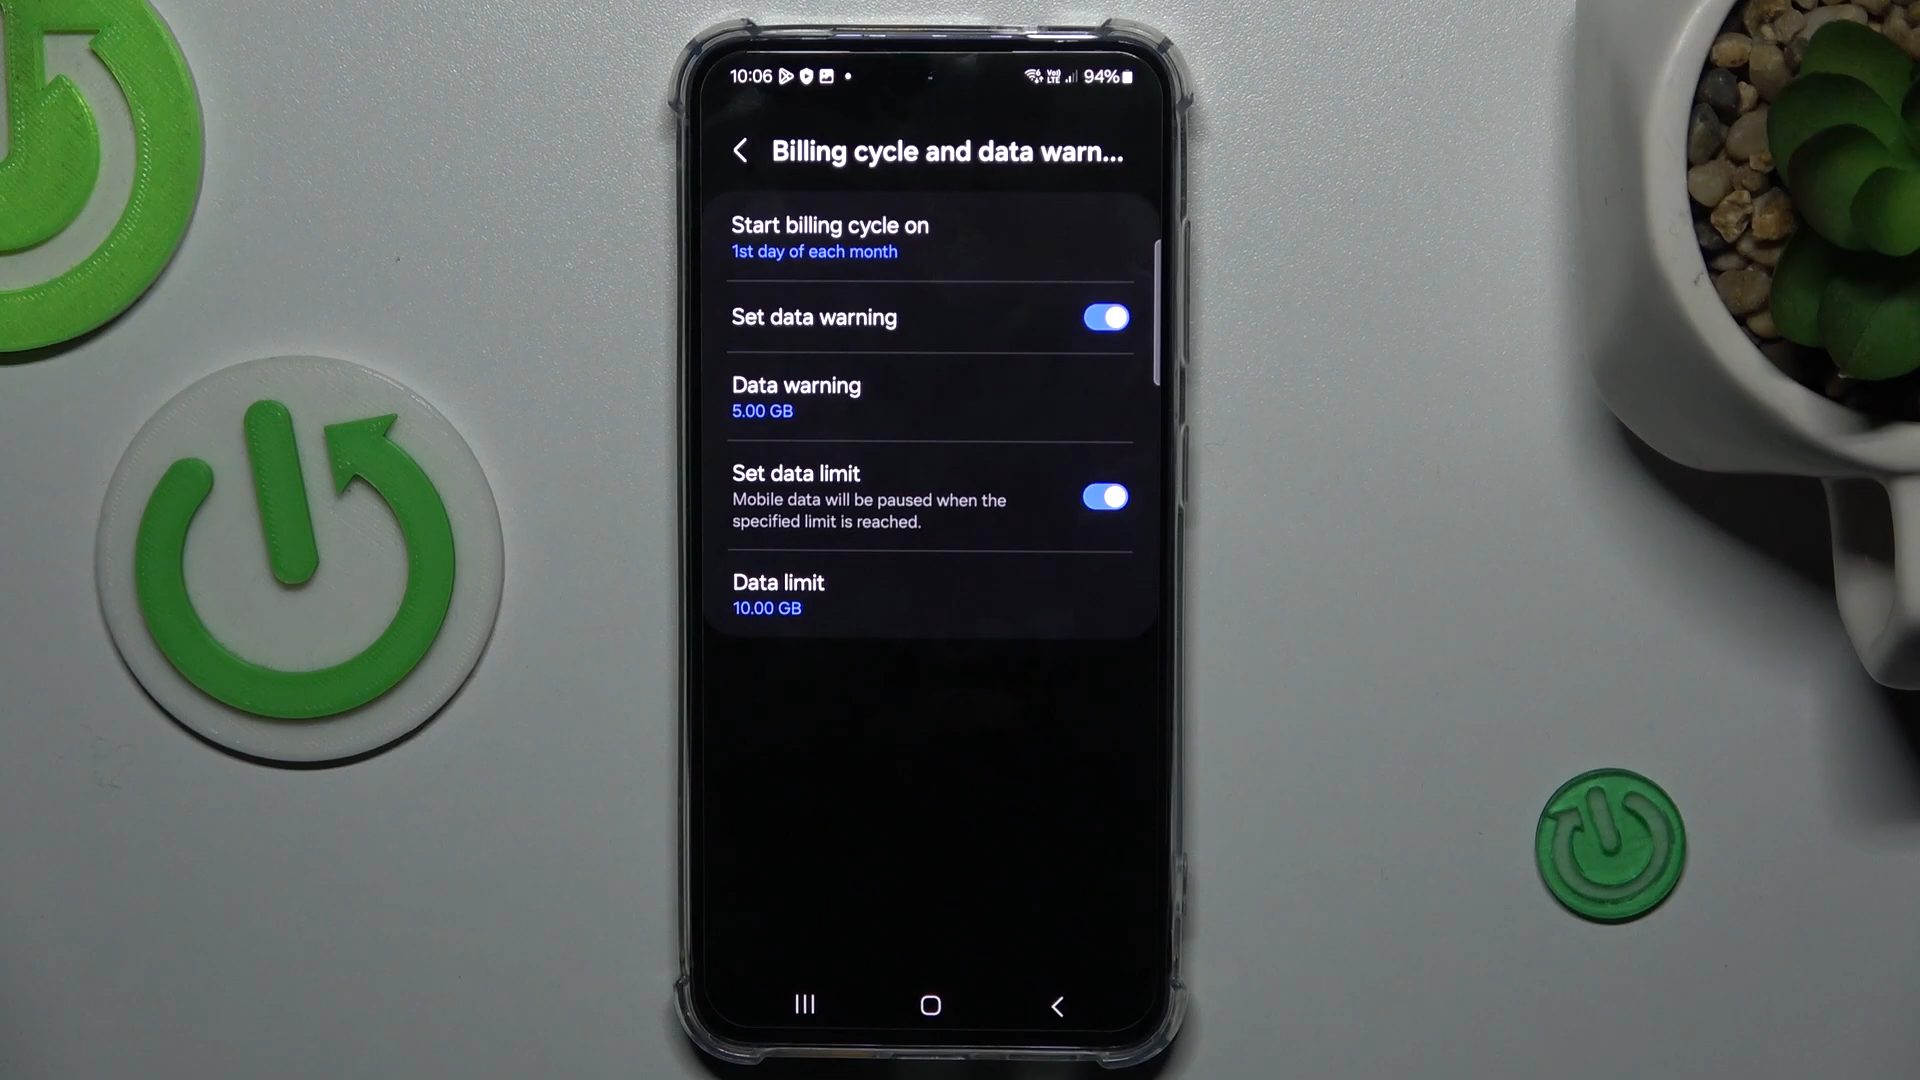 10:06 94%
Billing cycle and data warn...
Start billing cycle on
1st day of each month
Set data warning
Data warning
5.00 GB
Set data limit
Mobile data will be paused when the
specified limit is reached.
Data limit
10.00 GB